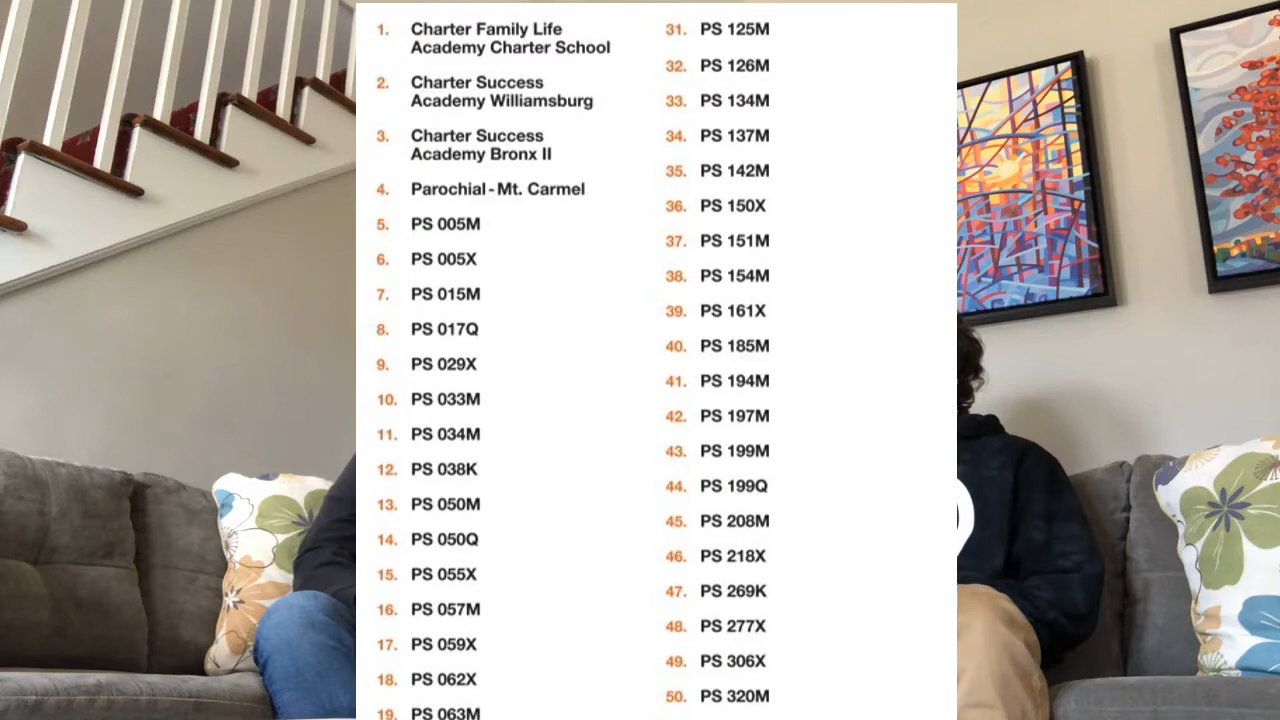 1. Charter Family Life
Academy Charter School
2. Charter Success
Academy Williamsburg
3. Charter Success
Academy Bronx II
4. Parochial - Mt. Carmel
5. PS 005M
6. PS 005X
7. PS 015M
8. PS 017Q
9. PS 029X
10. PS 033M
11. PS 034M
12. PS 038K
13. PS 050M
14. PS 050Q
15. PS 055X
16. PS 057M
17. PS 059X
18. PS 062X
19. PS 063M
31. PS 125M
32. PS 126M
33. PS 134M
34. PS 137M
35. PS 142M
36. PS 150X
37. PS 151M
38. PS 154M
39. PS 161X
40. PS 185M
41. PS 194M
42. PS 197M
43. PS 199M
44. PS 199Q
45. PS 208M
46. PS 218X
47. PS 269K
48. PS 277X
49. PS 306X
50. PS 320M